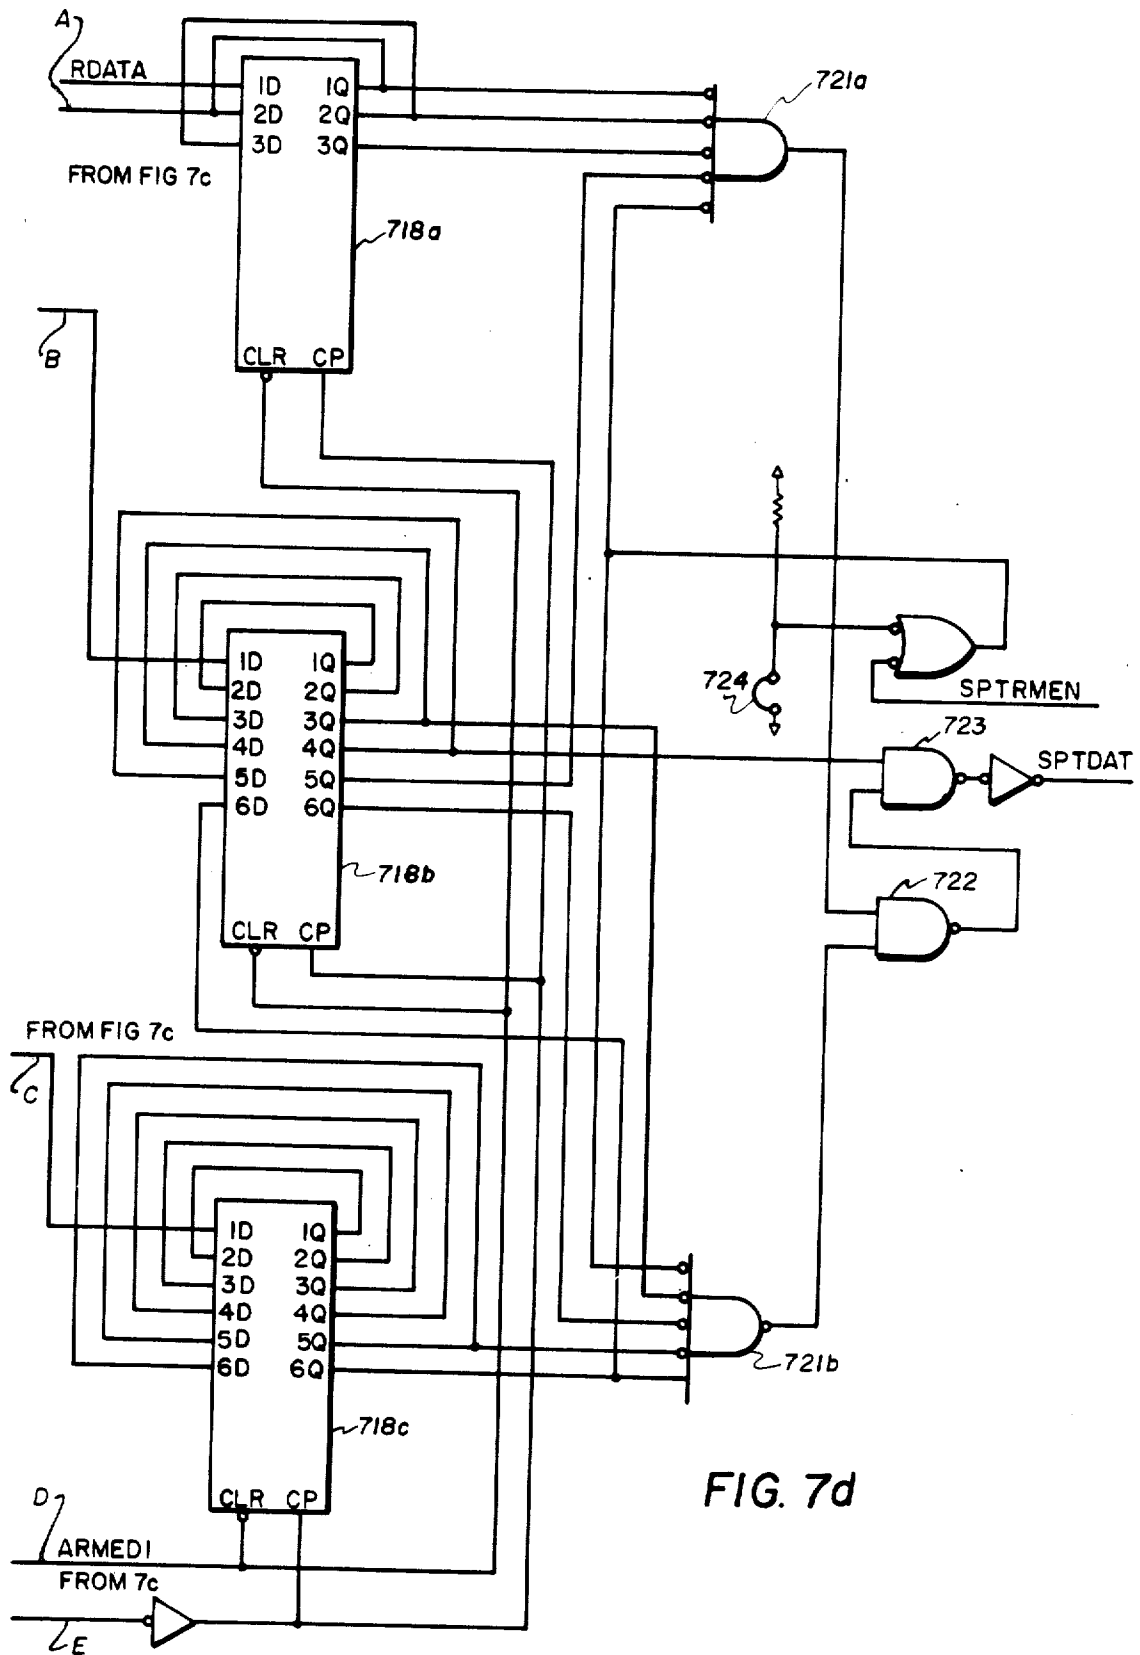 A
RDATA
1D 1Q
2D 2Q
3D 3Q
FROM FIG 7c
718a
CLR CP
721a
B
1D 1Q
2D 2Q
3D 3Q
4D 4Q
5D 5Q
6D 6Q
718b
CLR CP
724
SPTRMEN
723
SPTDAT
722
FROM FIG 7c
C
1D 1Q
2D 2Q
3D 3Q
4D 4Q
5D 5Q
6D 6Q
718c
CLR CP
721b
FIG. 7d
D
ARMED1
FROM 7c
E